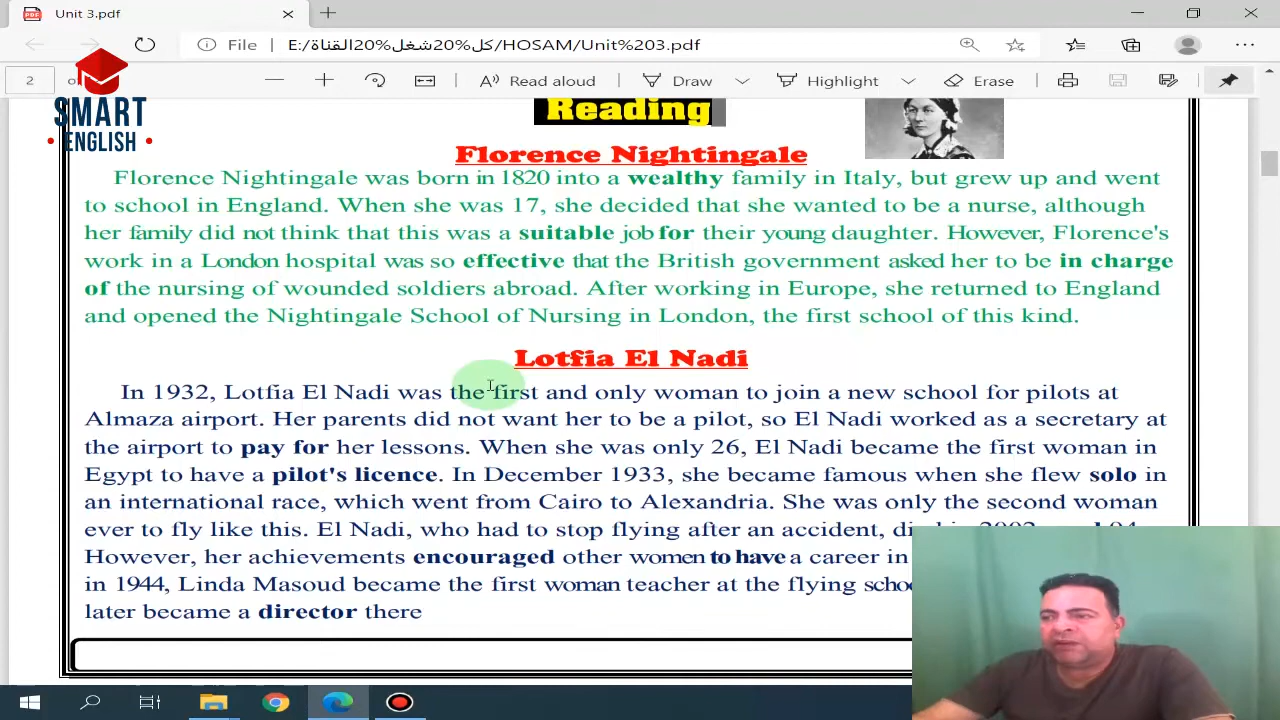 Unit 3.pdf
File
E:/كل%20شغل%20القناة/HOSAM/Unit%203.pdf
2
Read aloud
Draw
Highlight
Erase
SMART
ENGLISH
Reading
Florence Nightingale
Florence Nightingale was born in 1820 into a wealthy family in Italy, but grew up and went
to school in England. When she was 17, she decided that she wanted to be a nurse, although
her family did not think that this was a suitable job for their young daughter. However, Florence's
work in a London hospital was so effective that the British government asked her to be in charge
of the nursing of wounded soldiers abroad. After working in Europe, she returned to England
and opened the Nightingale School of Nursing in London, the first school of this kind.
Lotfia El Nadi
In 1932, Lotfia El Nadi was the first and only woman to join a new school for pilots at
Almaza airport. Her parents did not want her to be a pilot, so El Nadi worked as a secretary at
the airport to pay for her lessons. When she was only 26, El Nadi became the first woman in
Egypt to have a pilot's licence. In December 1933, she became famous when she flew solo in
an international race, which went from Cairo to Alexandria. She was only the second woman
ever to fly like this. El Nadi, who had to stop flying after an accident,
However, her achievements encouraged other women to have a career in
in 1944, Linda Masoud became the first woman teacher at the flying
later became a director there